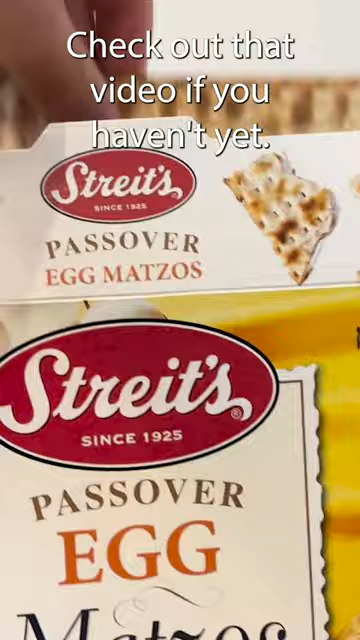 Check out that
video if you
haven't yet.
Streit's
SINCE 1925
PASSOVER
EGG MATZOS
Streit's®
SINCE 1925
PASSOVER
EGG
Matzos